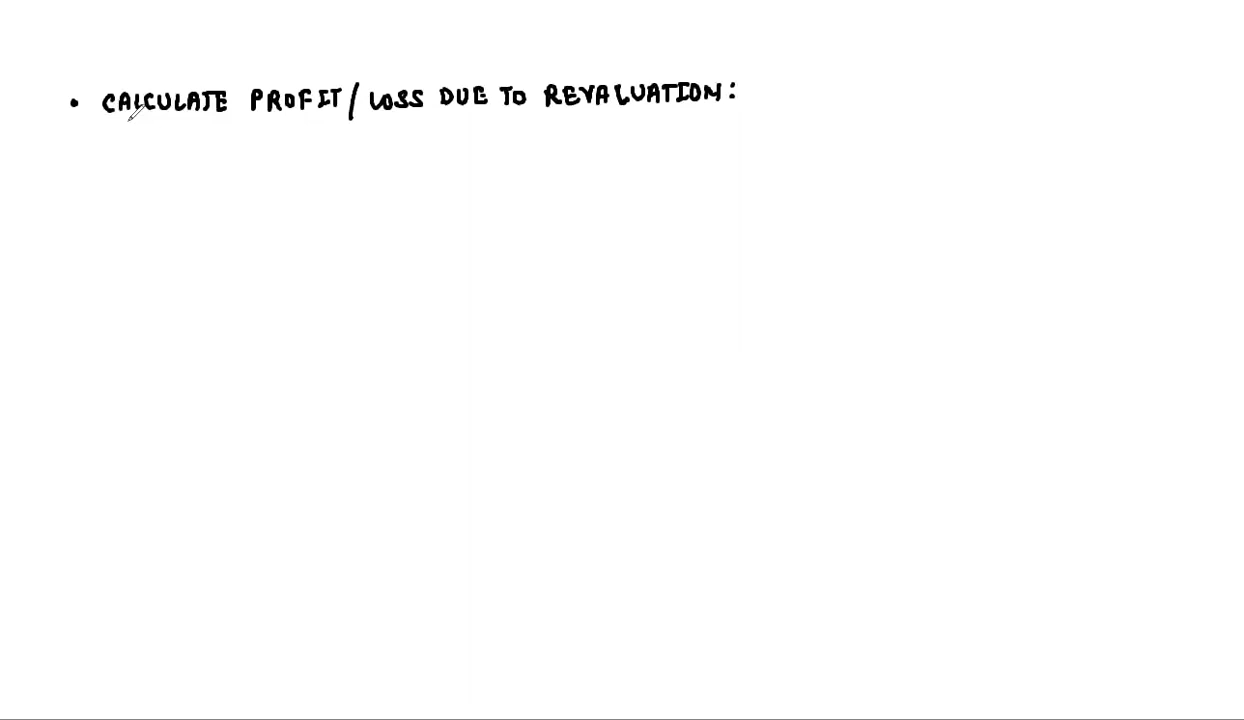 • CALCULATE PROFIT/LOSS DUE TO REVALUATION: